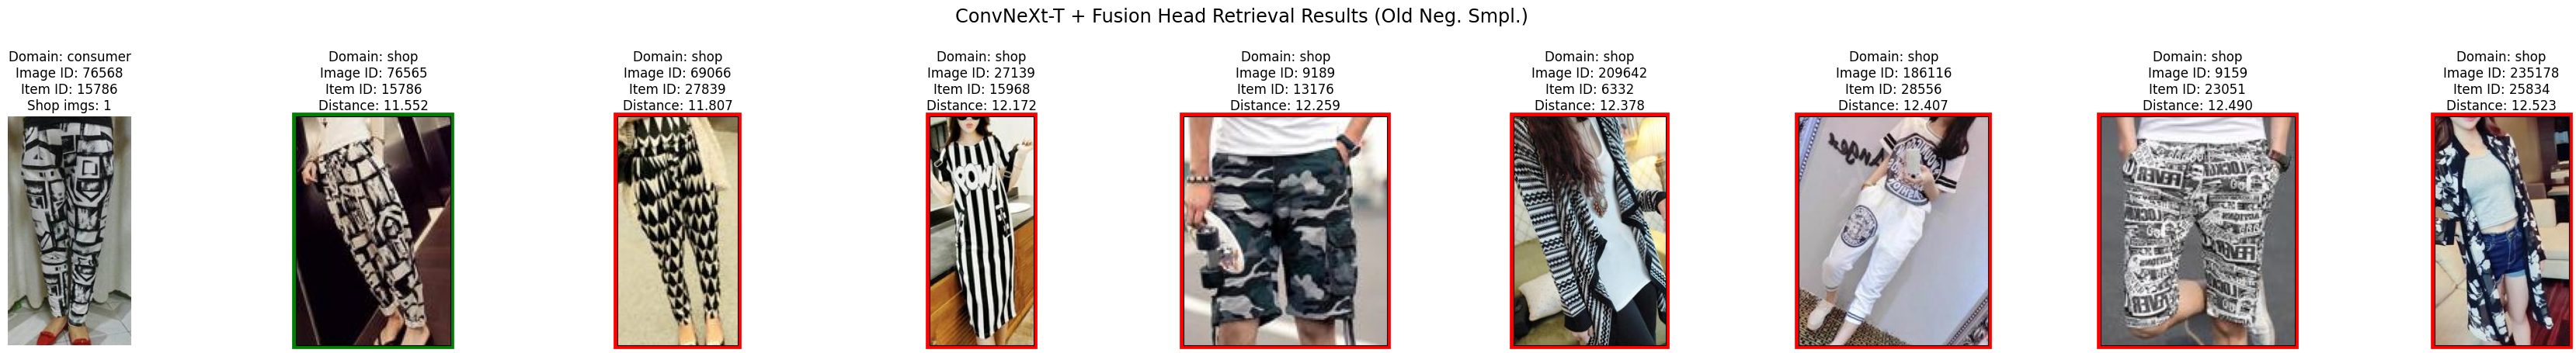 ConvNeXt-T + Fusion Head Retrieval Results (Old Neg. Smpl.)
Domain: consumer
Image ID: 76568
Item ID: 15786
Shop imgs: 1
Domain: shop
Image ID: 76565
Item ID: 15786
Distance: 11.552
Domain: shop
Image ID: 69066
Item ID: 27839
Distance: 11.807
Domain: shop
Image ID: 27139
Item ID: 15968
Distance: 12.172
Domain: shop
Image ID: 9189
Item ID: 13176
Distance: 12.259
Domain: shop
Image ID: 209642
Item ID: 6332
Distance: 12.378
Domain: shop
Image ID: 186116
Item ID: 28556
Distance: 12.407
Domain: shop
Image ID: 9159
Item ID: 23051
Distance: 12.490
Domain: shop
Image ID: 235178
Item ID: 25834
Distance: 12.523